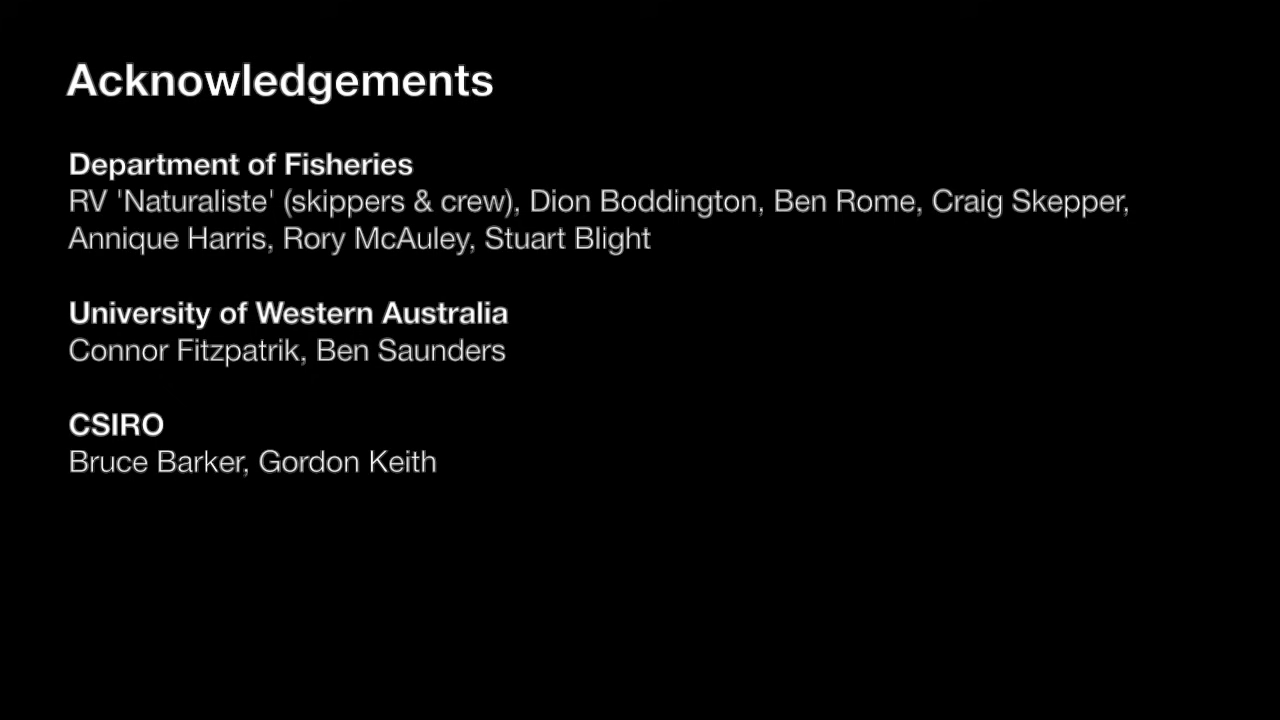 Acknowledgements
Department of Fisheries
RV 'Naturaliste' (skippers & crew), Dion Boddington, Ben Rome, Craig Skepper,
Annique Harris, Rory McAuley, Stuart Blight
University of Western Australia
Connor Fitzpatrik, Ben Saunders
CSIRO
Bruce Barker, Gordon Keith